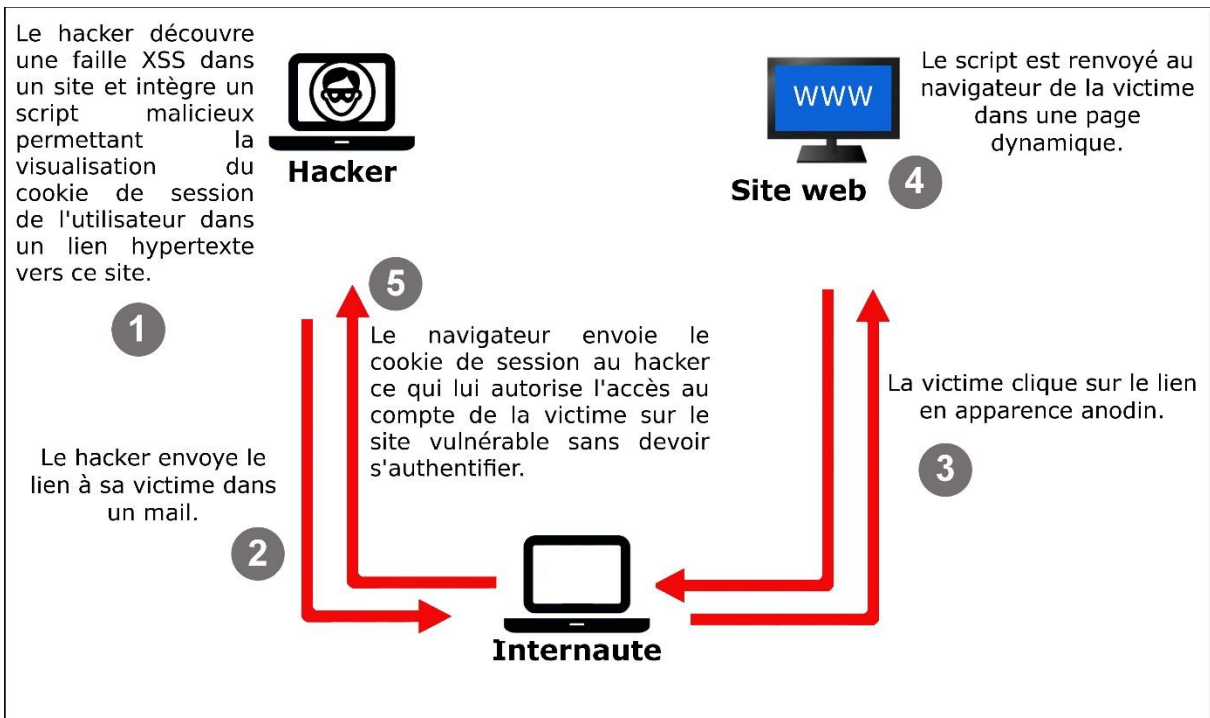 Le hacker découvre
une faille XSS dans
un site et intègre un
script malicieux
permettant la
visualisation du
cookie de session
de l'utilisateur dans
un lien hypertexte
vers ce site.
1
Hacker
WWW
Site web
4
Le script est renvoyé au
navigateur de la victime
dans une page
dynamique.
5
Le navigateur envoie le
cookie de session au hacker
ce qui lui autorise l'accès au
compte de la victime sur le
site vulnérable sans devoir
s'authentifier.
La victime clique sur le lien
en apparence anodin.
3
Le hacker envoye le
lien à sa victime dans
un mail.
2
Internaute